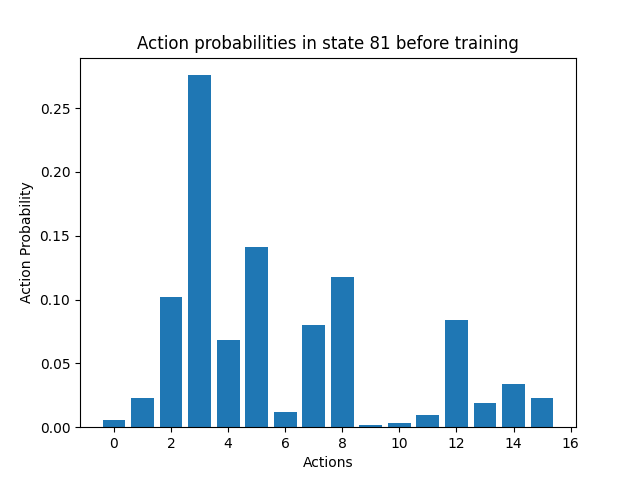 Action probabilities in state 81 before training
Action Probability
0.25
0.20
0.15
0.10
0.05
0.00
0 2 4 6 8 10 12 14 16
Actions